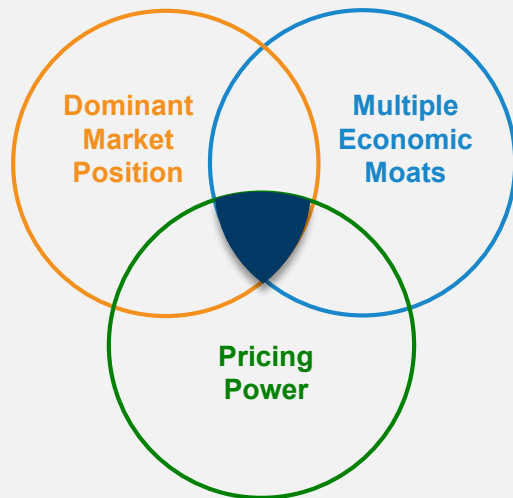 Dominant
Market
Position
Multiple
Economic
Moats
Pricing
Power